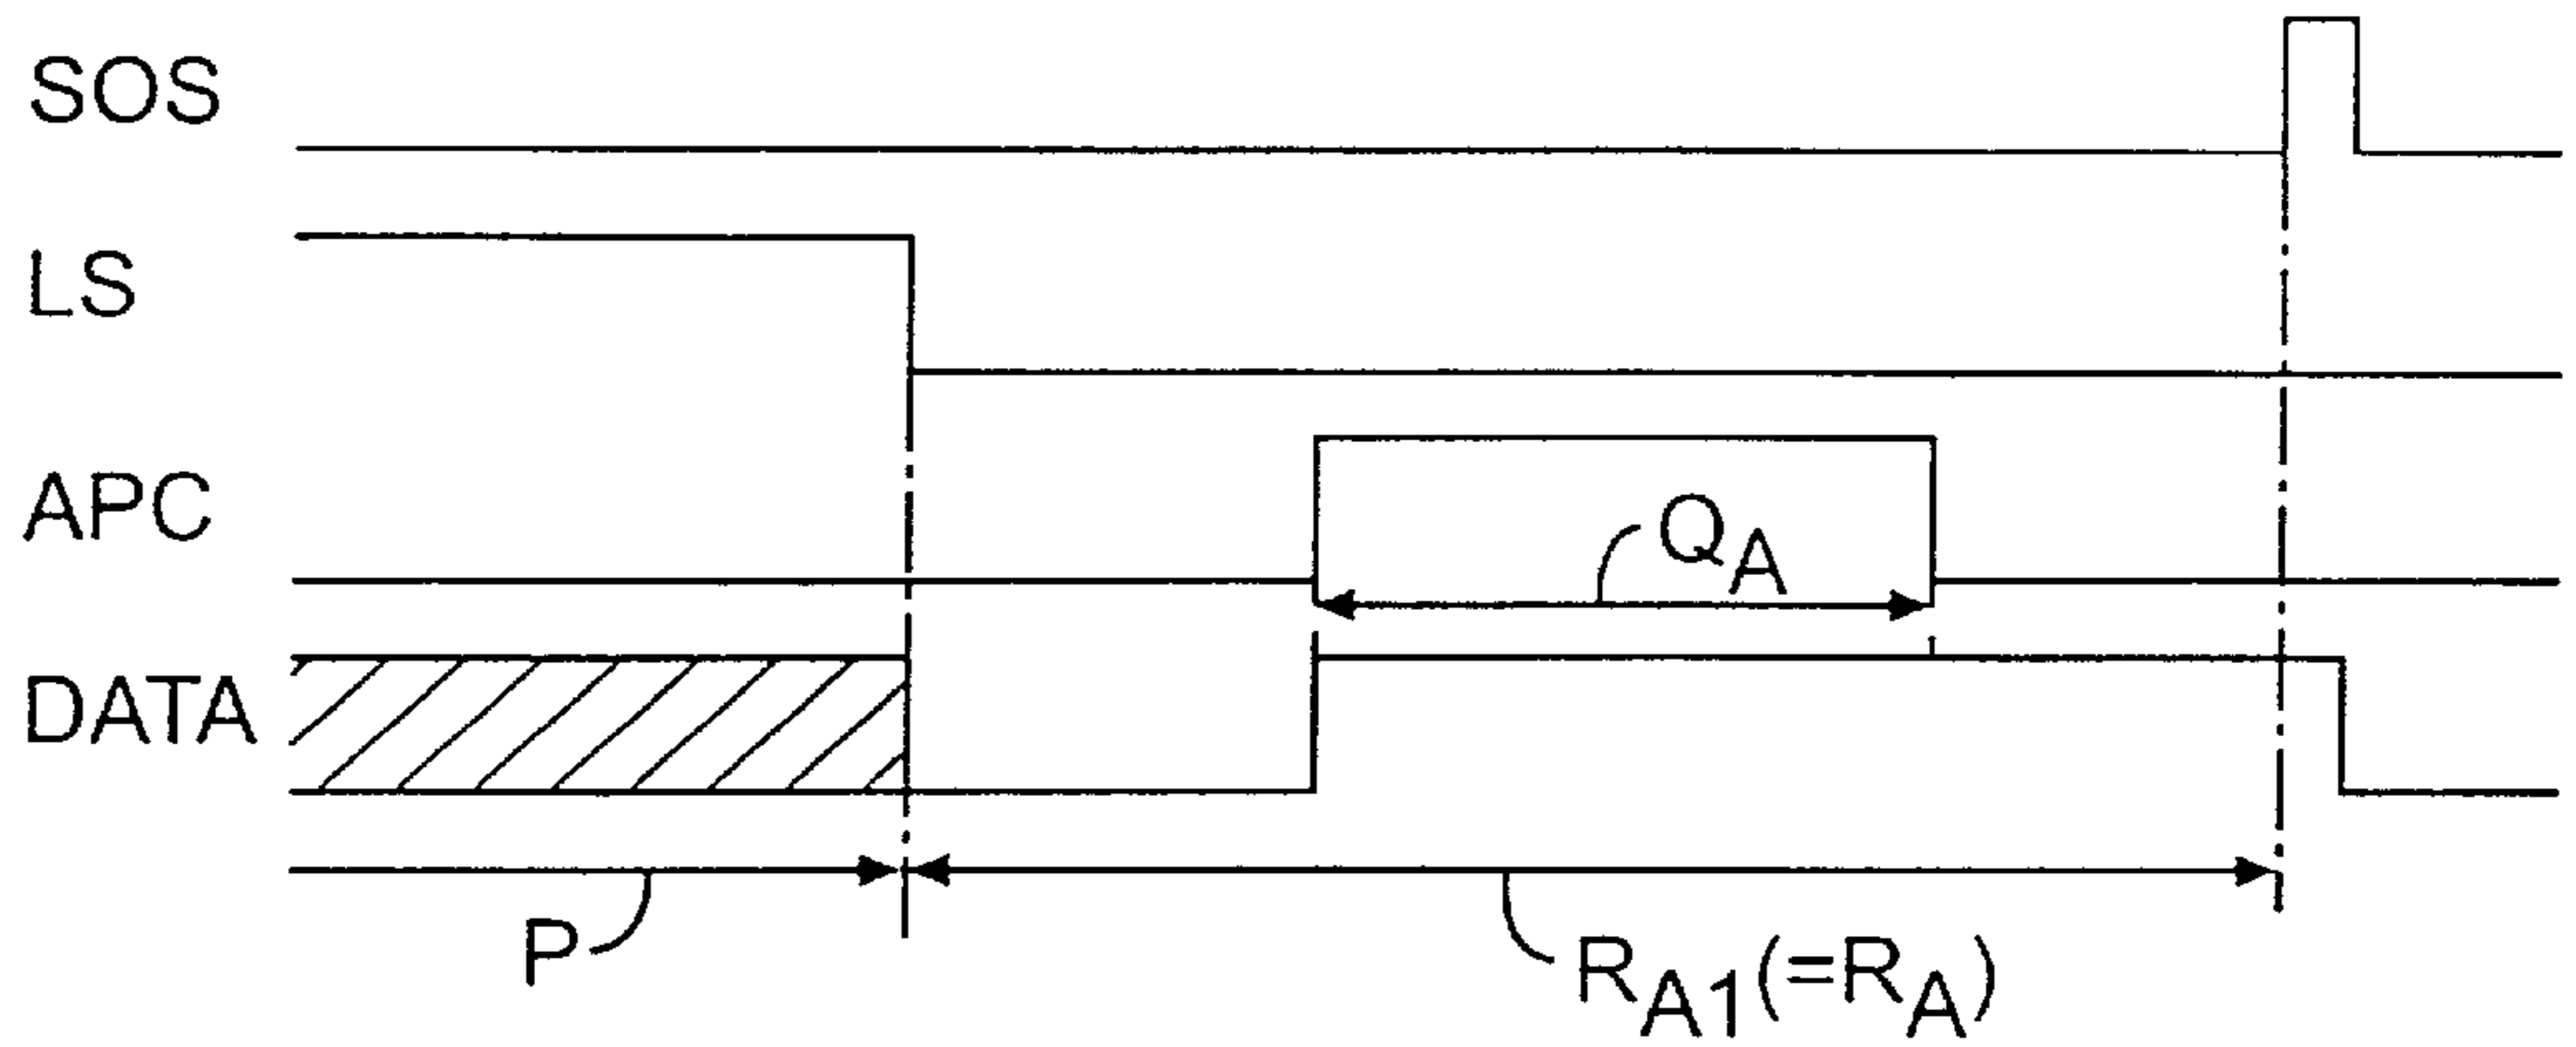 SOS
LS
APC
QA
DATA
P
RA1(=RA)